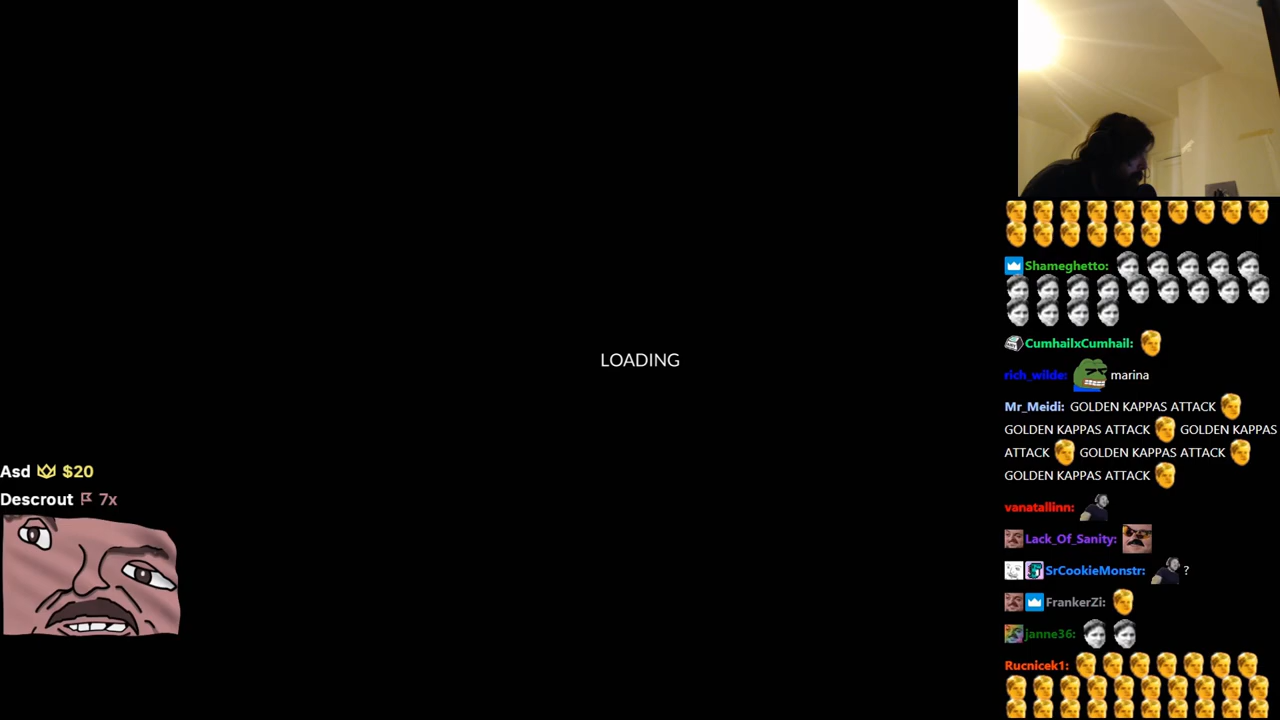 LOADING
Asd $20
Descrout 7x
Shameghetto:
CumhailxCumhail:
rich_wilde: marina
Mr_Meidi: GOLDEN KAPPAS ATTACK
GOLDEN KAPPAS ATTACK GOLDEN KAPPAS
ATTACK GOLDEN KAPPAS ATTACK
GOLDEN KAPPAS ATTACK
vanatallinn:
Lack_Of_Sanity:
SrCookieMonstr: ?
FrankerZi:
janne36:
Rucnicek1: